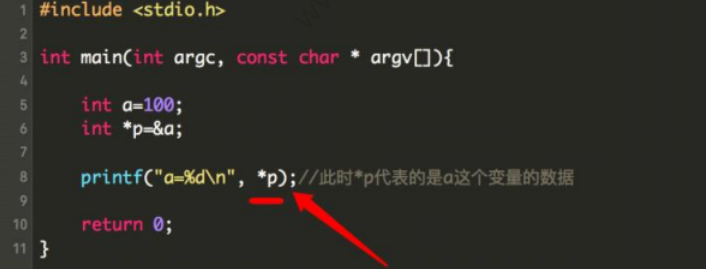 1 #include <stdio.h>
2
3 int main(int argc, const char * argv[]){
4
5 int a=100;
6 int *p=&a;
7
8 printf("a=%d\n", *p);//此时*p代表的是a这个变量的数据
9
10 return 0;
11 }